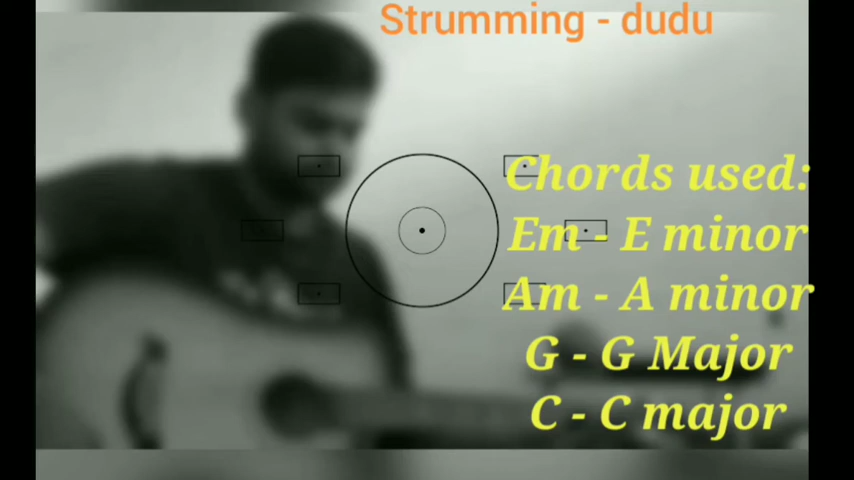 Strumming - dudu
Chords used:
Em - E minor
Am - A minor
G - G Major
C - C major